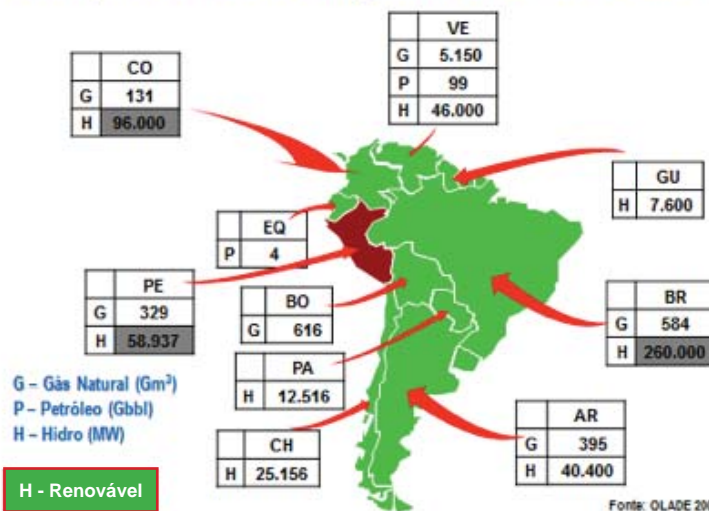 VE
G 5.150
P 99
H 46.000
CO
G 131
H 96.000
GU
H 7.600
EQ
P 4
PE
G 329
H 58.937
BO
G 616
BR
G 584
H 260.000
PA
H 12.516
G – Gás Natural (Gm³)
P – Petróleo (Gbbl)
H – Hidro (MW)
CH
H 25.156
AR
G 395
H 40.400
H - Renovável
Fonte: OLADE